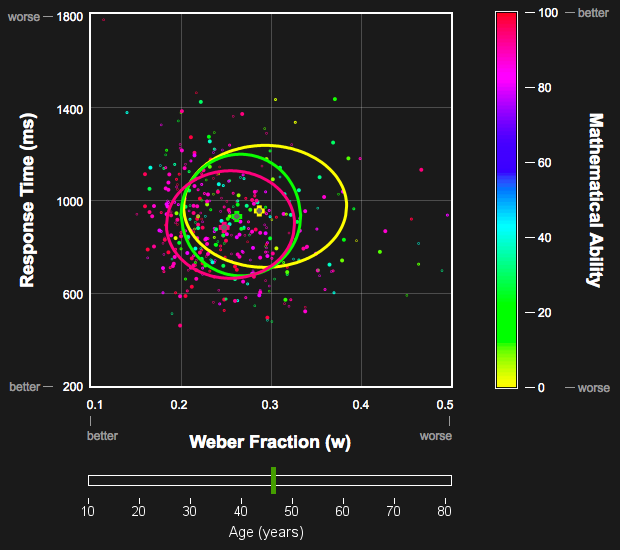 worse
1800
1400
1000
600
better
200
Response Time (ms)
0.1 0.2 0.3 0.4 0.5
better
worse
Weber Fraction (w)
10 20 30 40 50 60 70 80
Age (years)
100
better
80
60
40
20
0
worse
Mathematical Ability